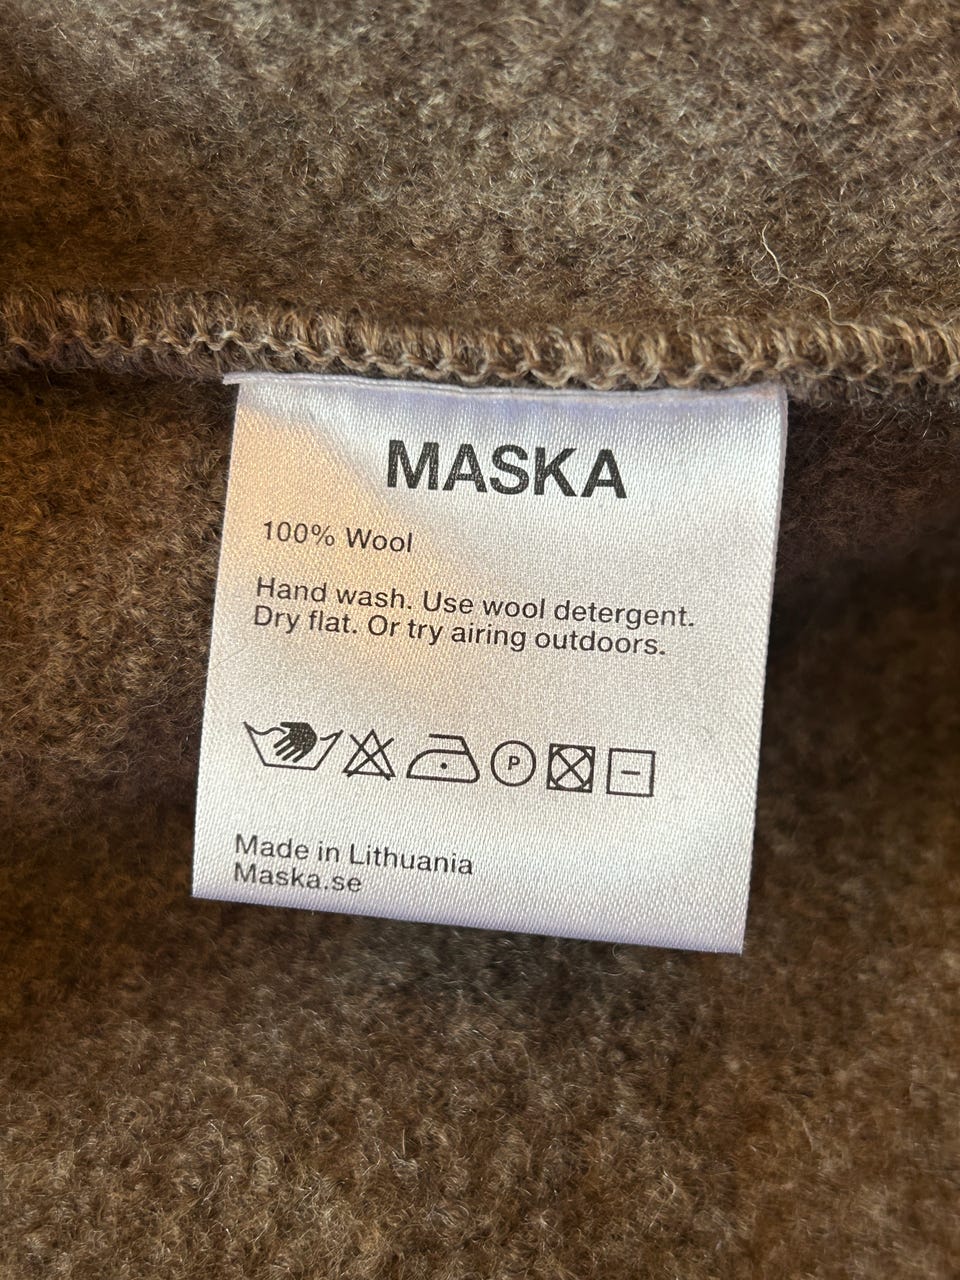 MASKA
100% Wool
Hand wash. Use wool detergent.
Dry flat. Or try airing outdoors.
P
Made in Lithuania
Maska.se